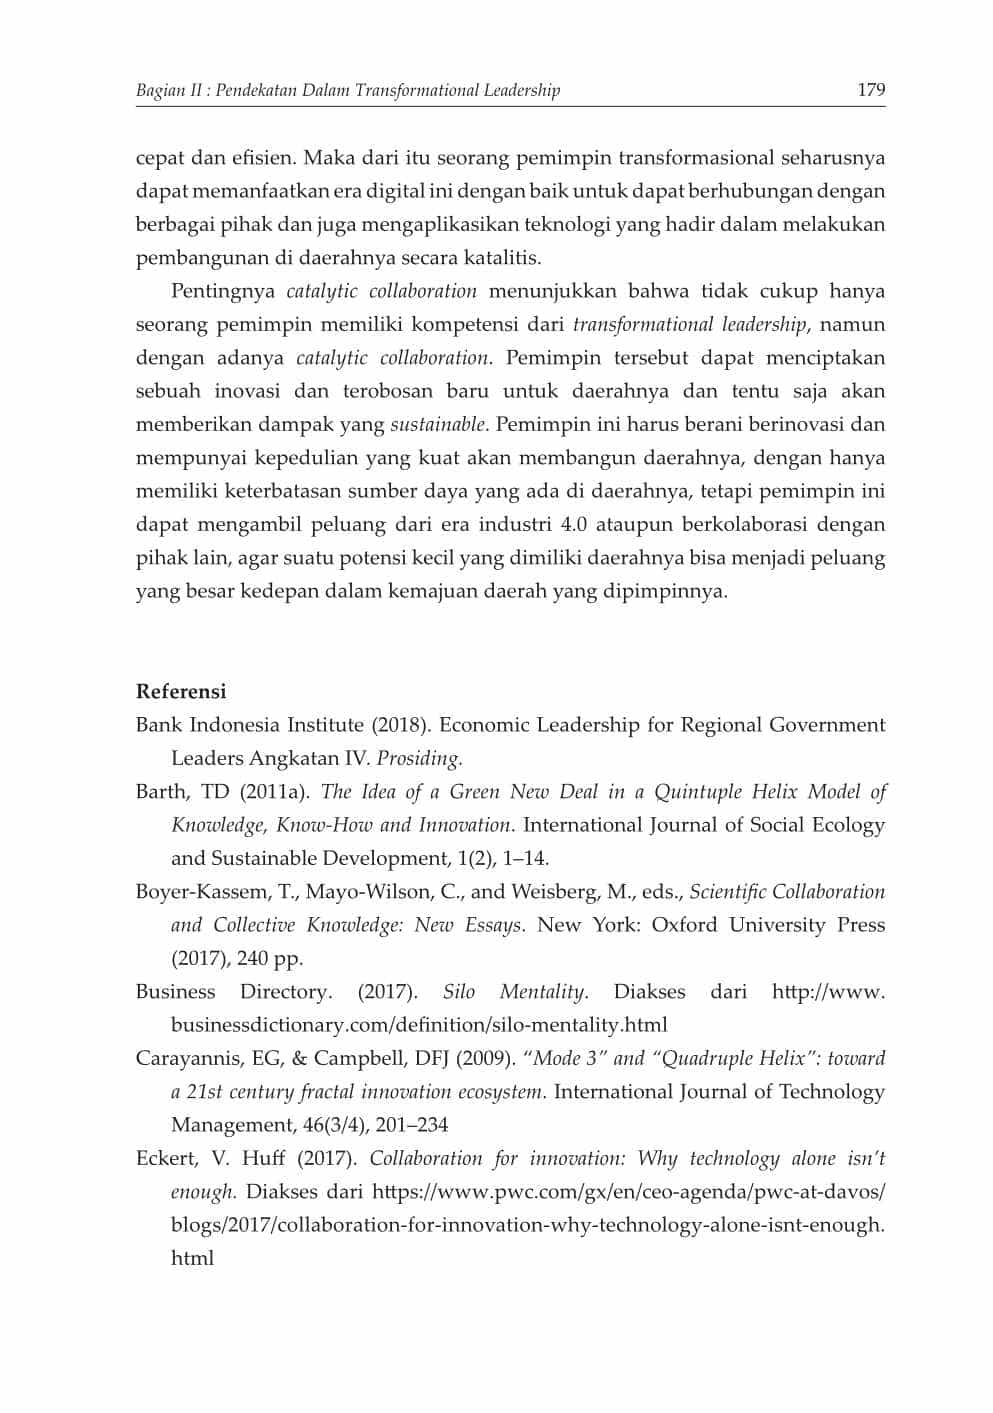 Bagian II : Pendekatan Dalam Transformational Leadership 179
cepat dan efisien. Maka dari itu seorang pemimpin transformasional seharusnya
dapat memanfaatkan era digital ini dengan baik untuk dapat berhubungan dengan
berbagai pihak dan juga mengaplikasikan teknologi yang hadir dalam melakukan
pembangunan di daerahnya secara katalitis.
Pentingnya catalytic collaboration menunjukkan bahwa tidak cukup hanya
seorang pemimpin memiliki kompetensi dari transformational leadership, namun
dengan adanya catalytic collaboration. Pemimpin tersebut dapat menciptakan
sebuah inovasi dan terobosan baru untuk daerahnya dan tentu saja akan
memberikan dampak yang sustainable. Pemimpin ini harus berani berinovasi dan
mempunyai kepedulian yang kuat akan membangun daerahnya, dengan hanya
memiliki keterbatasan sumber daya yang ada di daerahnya, tetapi pemimpin ini
dapat mengambil peluang dari era industri 4.0 ataupun berkolaborasi dengan
pihak lain, agar suatu potensi kecil yang dimiliki daerahnya bisa menjadi peluang
yang besar kedepan dalam kemajuan daerah yang dipimpinnya.
Referensi
Bank Indonesia Institute (2018). Economic Leadership for Regional Government
Leaders Angkatan IV. Prosiding.
Barth, TD (2011a). The Idea of a Green New Deal in a Quintuple Helix Model of
Knowledge, Know-How and Innovation. International Journal of Social Ecology
and Sustainable Development, 1(2), 1–14.
Boyer-Kassem, T., Mayo-Wilson, C., and Weisberg, M., eds., Scientific Collaboration
and Collective Knowledge: New Essays. New York: Oxford University Press
(2017), 240 pp.
Business Directory. (2017). Silo Mentality. Diakses dari http://www.
businessdictionary.com/definition/silo-mentality.html
Carayannis, EG, & Campbell, DFJ (2009). “Mode 3” and “Quadruple Helix”: toward
a 21st century fractal innovation ecosystem. International Journal of Technology
Management, 46(3/4), 201–234
Eckert, V. Huff (2017). Collaboration for innovation: Why technology alone isn’t
enough. Diakses dari https://www.pwc.com/gx/en/ceo-agenda/pwc-at-davos/
blogs/2017/collaboration-for-innovation-why-technology-alone-isnt-enough.
html